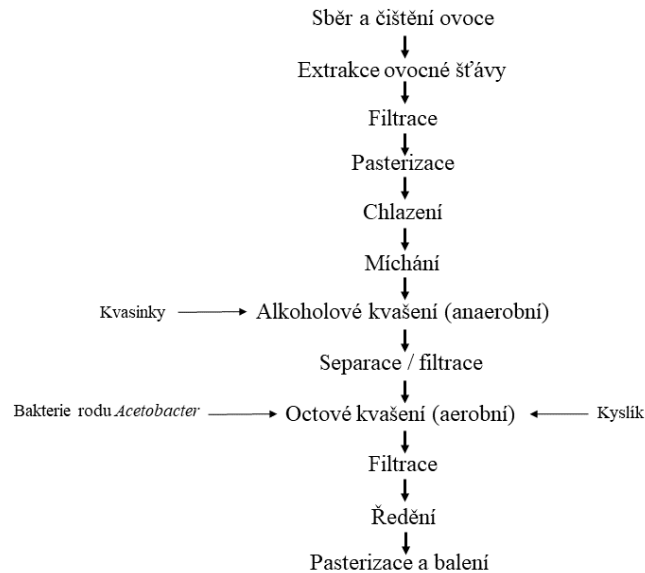 Sběr a čištění ovoce
Extrakce ovocné šťávy
Filtrace
Pasterizace
Chlazení
Míchání
Kvasinky
Alkoholové kvašení (anaerobní)
Separace / filtrace
Bakterie rodu Acetobacter
Octové kvašení (aerobní)
Kyslík
Filtrace
Ředění
Pasterizace a balení